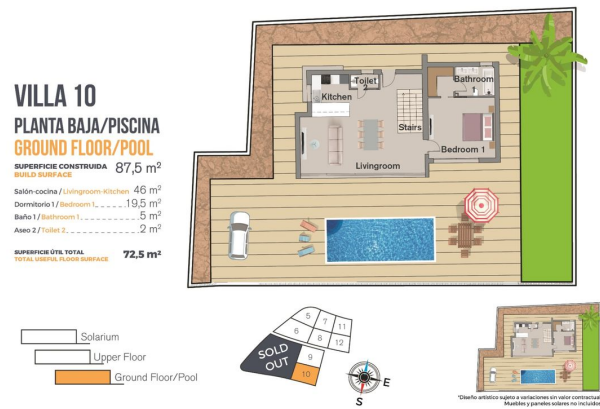 VILLA 10
PLANTA BAJA/PISCINA
GROUND FLOOR/POOL
SUPERFICIE CONSTRUIDA 87,5 m²
BUILD SURFACE
Salón-cocina / Livingroom-Kitchen 46 m²
Dormitorio 1 / Bedroom 1 19,5 m²
Baño 1 / Bathroom 1 5 m²
Aseo 2 / Toilet 2 2 m²
SUPERFICIE ÚTIL TOTAL 72,5 m²
TOTAL USEFUL FLOOR SURFACE
Kitchen
Toilet
2
Bathroom
1
Stairs
Bedroom 1
Livingroom
Solarium
Upper Floor
Ground Floor/Pool
5
7
11
6
8
12
SOLD
OUT
9
10
E
S
*Diseño artístico sujeto a variaciones sin valor contractual
Muebles y paneles solares no incluidos